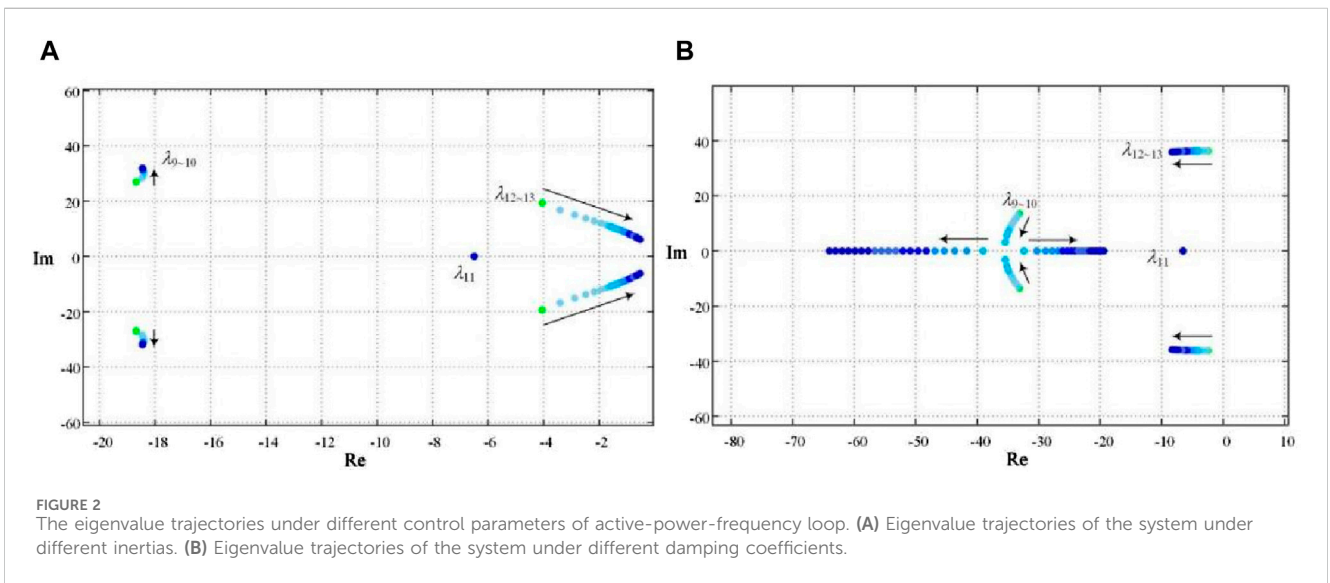 A
B
60
40
20
0
-20
-40
-60
Im
-20
-18
-16
-14
-12
-10
-8
-6
-4
-2
Re
λ9~10
λ12~13
λ11
40
20
0
-20
-40
-60
Im
-80
-70
-60
-50
-40
-30
-20
-10
0
10
Re
λ12~13
λ9~10
λ11
FIGURE 2
The eigenvalue trajectories under different control parameters of active-power-frequency loop. (A) Eigenvalue trajectories of the system under
different inertias. (B) Eigenvalue trajectories of the system under different damping coefficients.